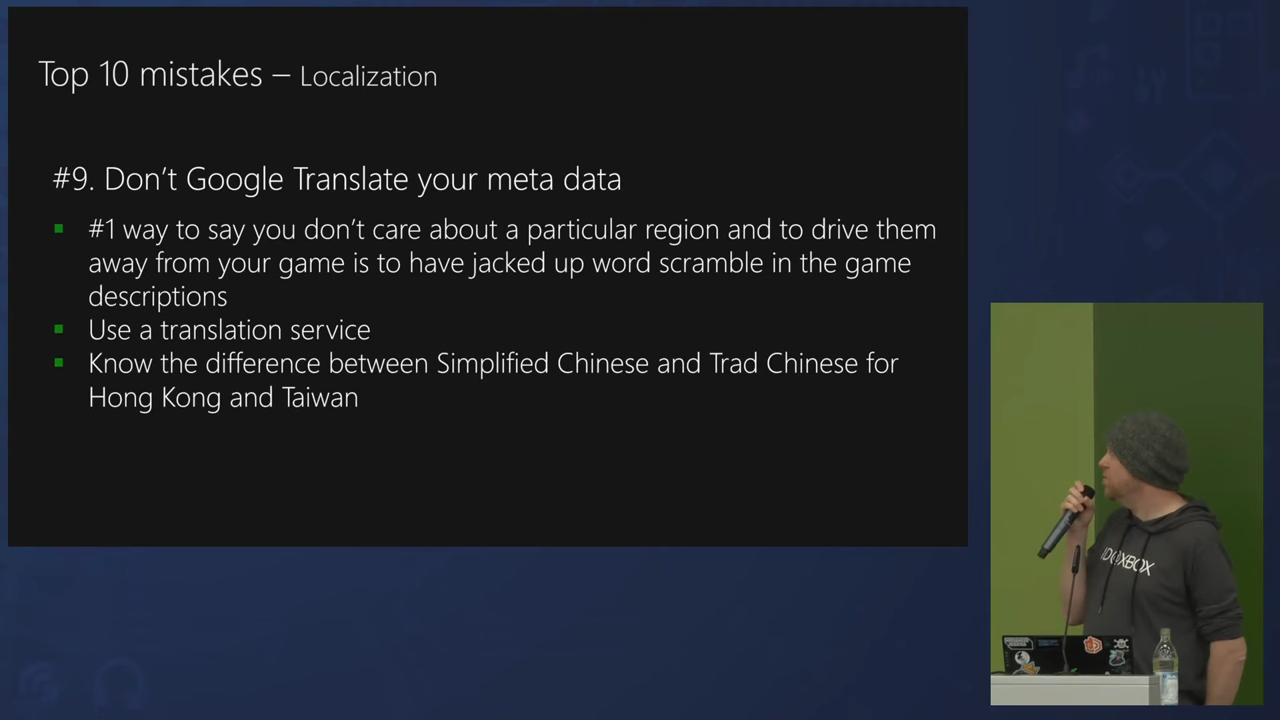 Top 10 mistakes – Localization
#9. Don't Google Translate your meta data
#1 way to say you don't care about a particular region and to drive them
away from your game is to have jacked up word scramble in the game
descriptions
Use a translation service
Know the difference between Simplified Chinese and Trad Chinese for
Hong Kong and Taiwan
ID@XBOX